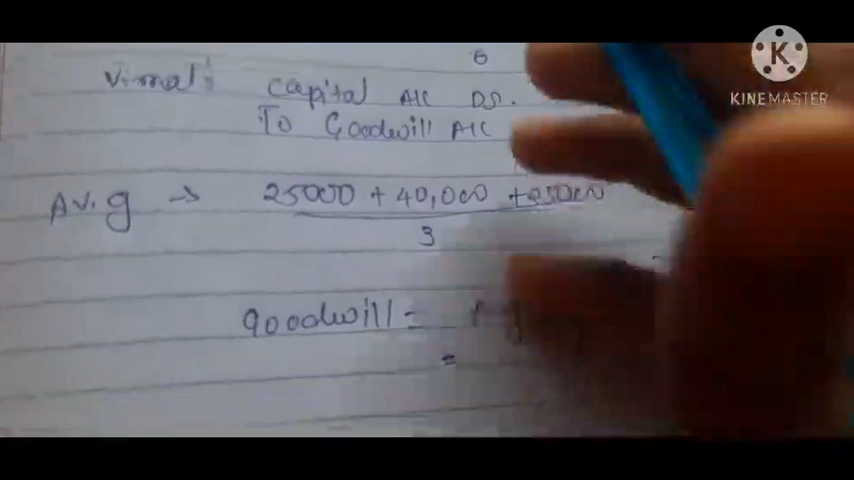 6
Vimal's Capital A/C Dr.
To Goodwill A/C
Av.g → 25000 + 40,000 +
3
goodwill =
=
K
KINEMASTER